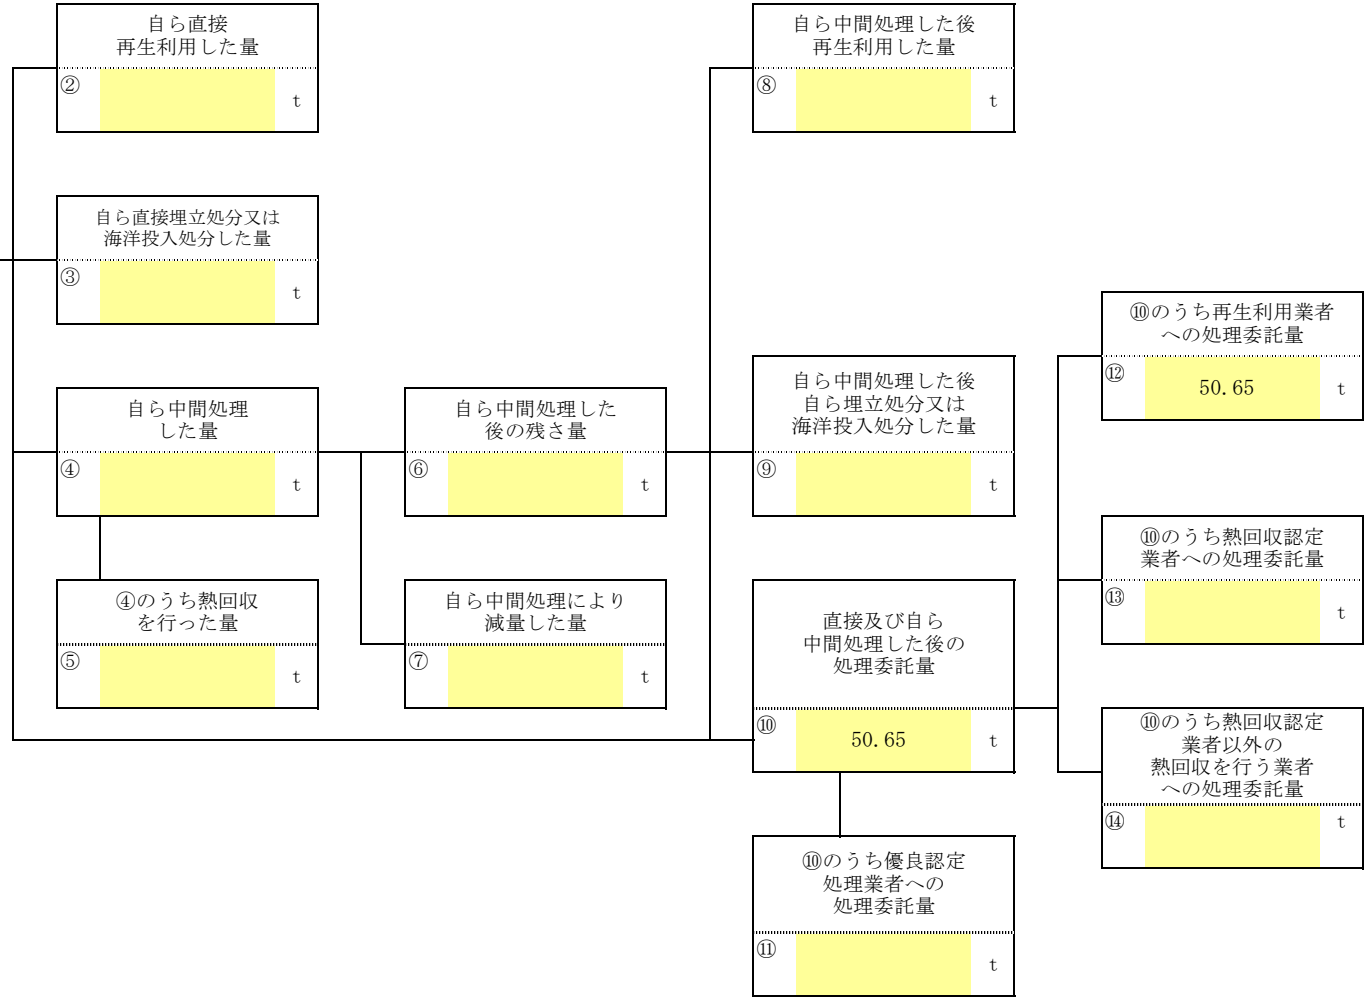 自ら直接
再生利用した量
②
t
自ら中間処理した後
再生利用した量
⑧
t
自ら直接埋立処分又は
海洋投入処分した量
③
t
⑩のうち再生利用業者
への処理委託量
⑫
50.65
t
自ら中間処理
した量
④
t
自ら中間処理した
後の残さ量
⑥
t
自ら中間処理した後
自ら埋立処分又は
海洋投入処分した量
⑨
t
⑩のうち熱回収認定
業者への処理委託量
⑬
t
④のうち熱回収
を行った量
⑤
t
自ら中間処理により
減量した量
⑦
t
直接及び自ら
中間処理した後の
処理委託量
⑩
50.65
t
⑩のうち熱回収認定
業者以外の
熱回収を行う業者
への処理委託量
⑭
t
⑩のうち優良認定
処理業者への
処理委託量
⑪
t